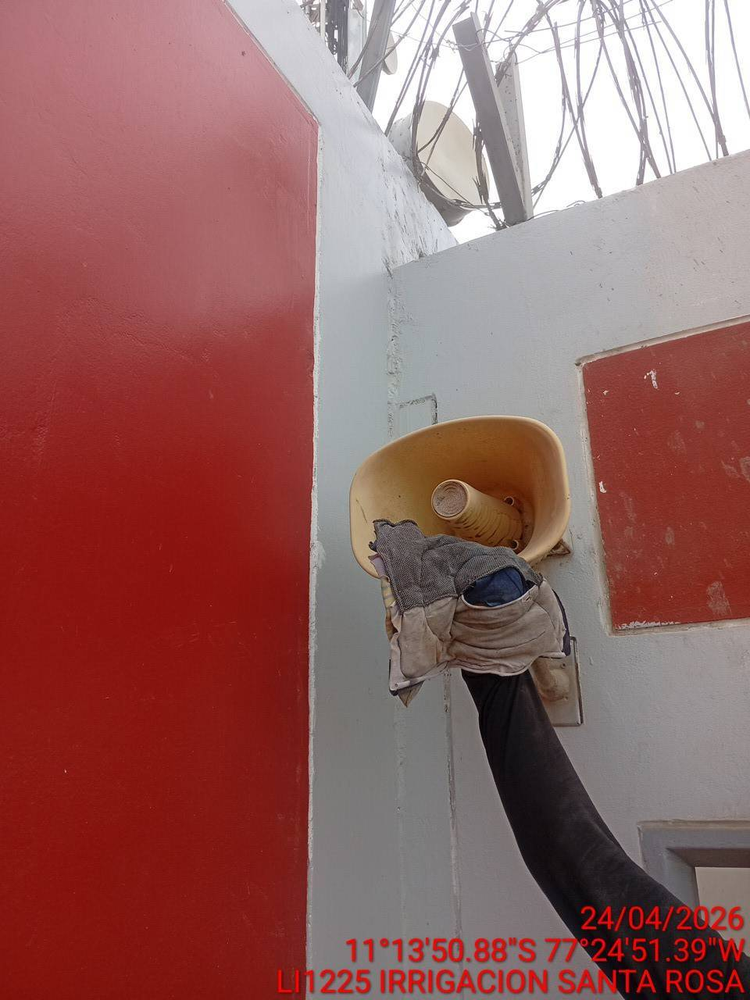 24/04/2026
11°13'50.88"S 77°24'51.39"W
LI1225 IRRIGACION SANTA ROSA